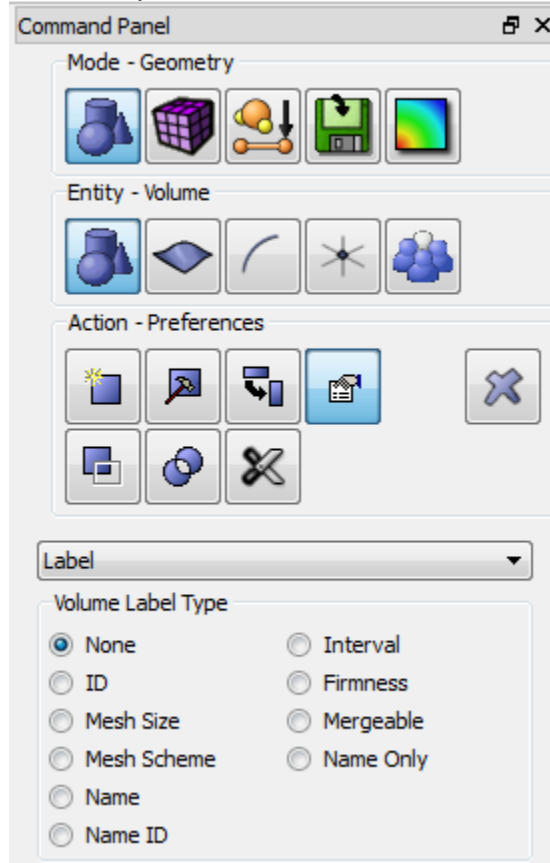 Command Panel
Mode - Geometry
Entity - Volume
Action - Preferences
Label
Volume Label Type
None
Interval
ID
Firmness
Mesh Size
Mergeable
Mesh Scheme
Name Only
Name
Name ID